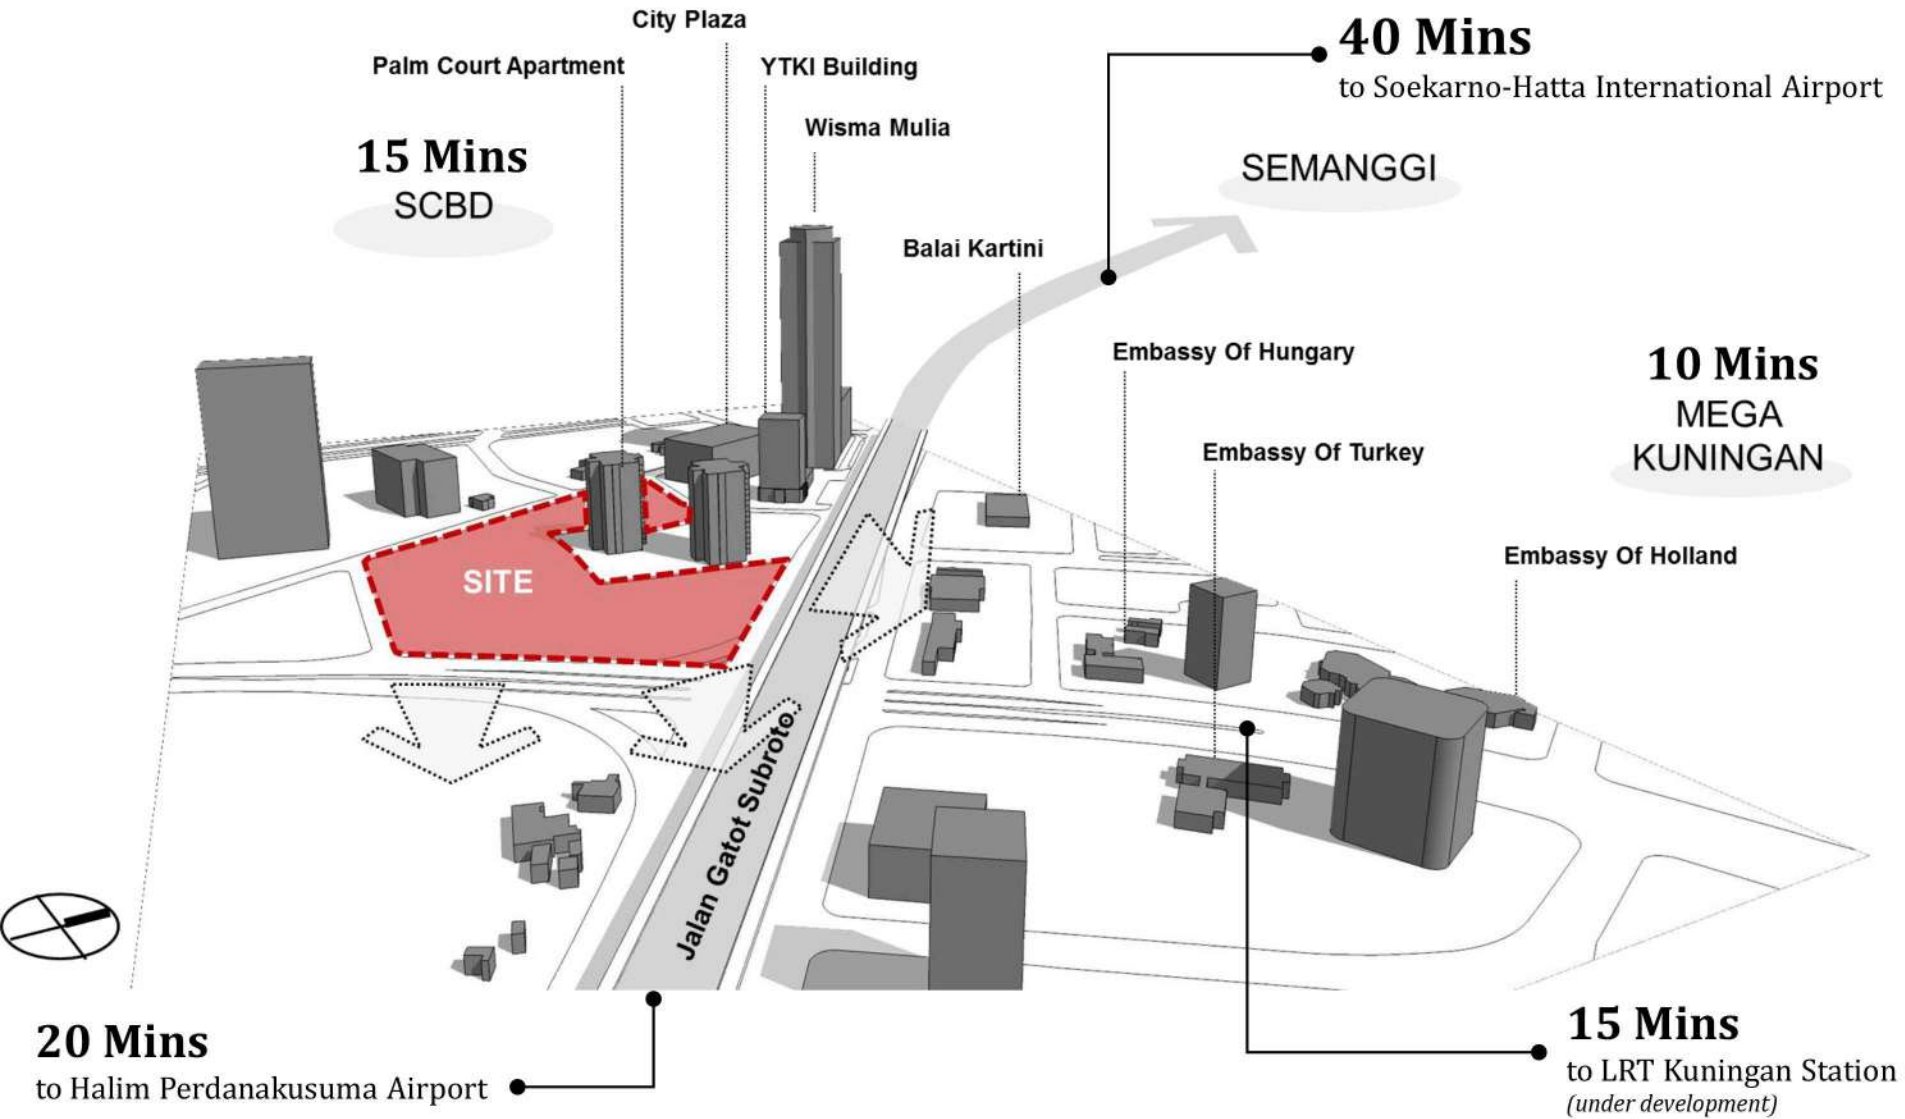 City Plaza
Palm Court Apartment
YTKI Building
Wisma Mulia
40 Mins
to Soekarno-Hatta International Airport
15 Mins
SCBD
SEMANGGI
Balai Kartini
Embassy Of Hungary
10 Mins
MEGA
KUNINGAN
Embassy Of Turkey
Embassy Of Holland
SITE
Jalan Gatot Subroto
20 Mins
to Halim Perdanakusuma Airport
15 Mins
to LRT Kuningan Station
(under development)